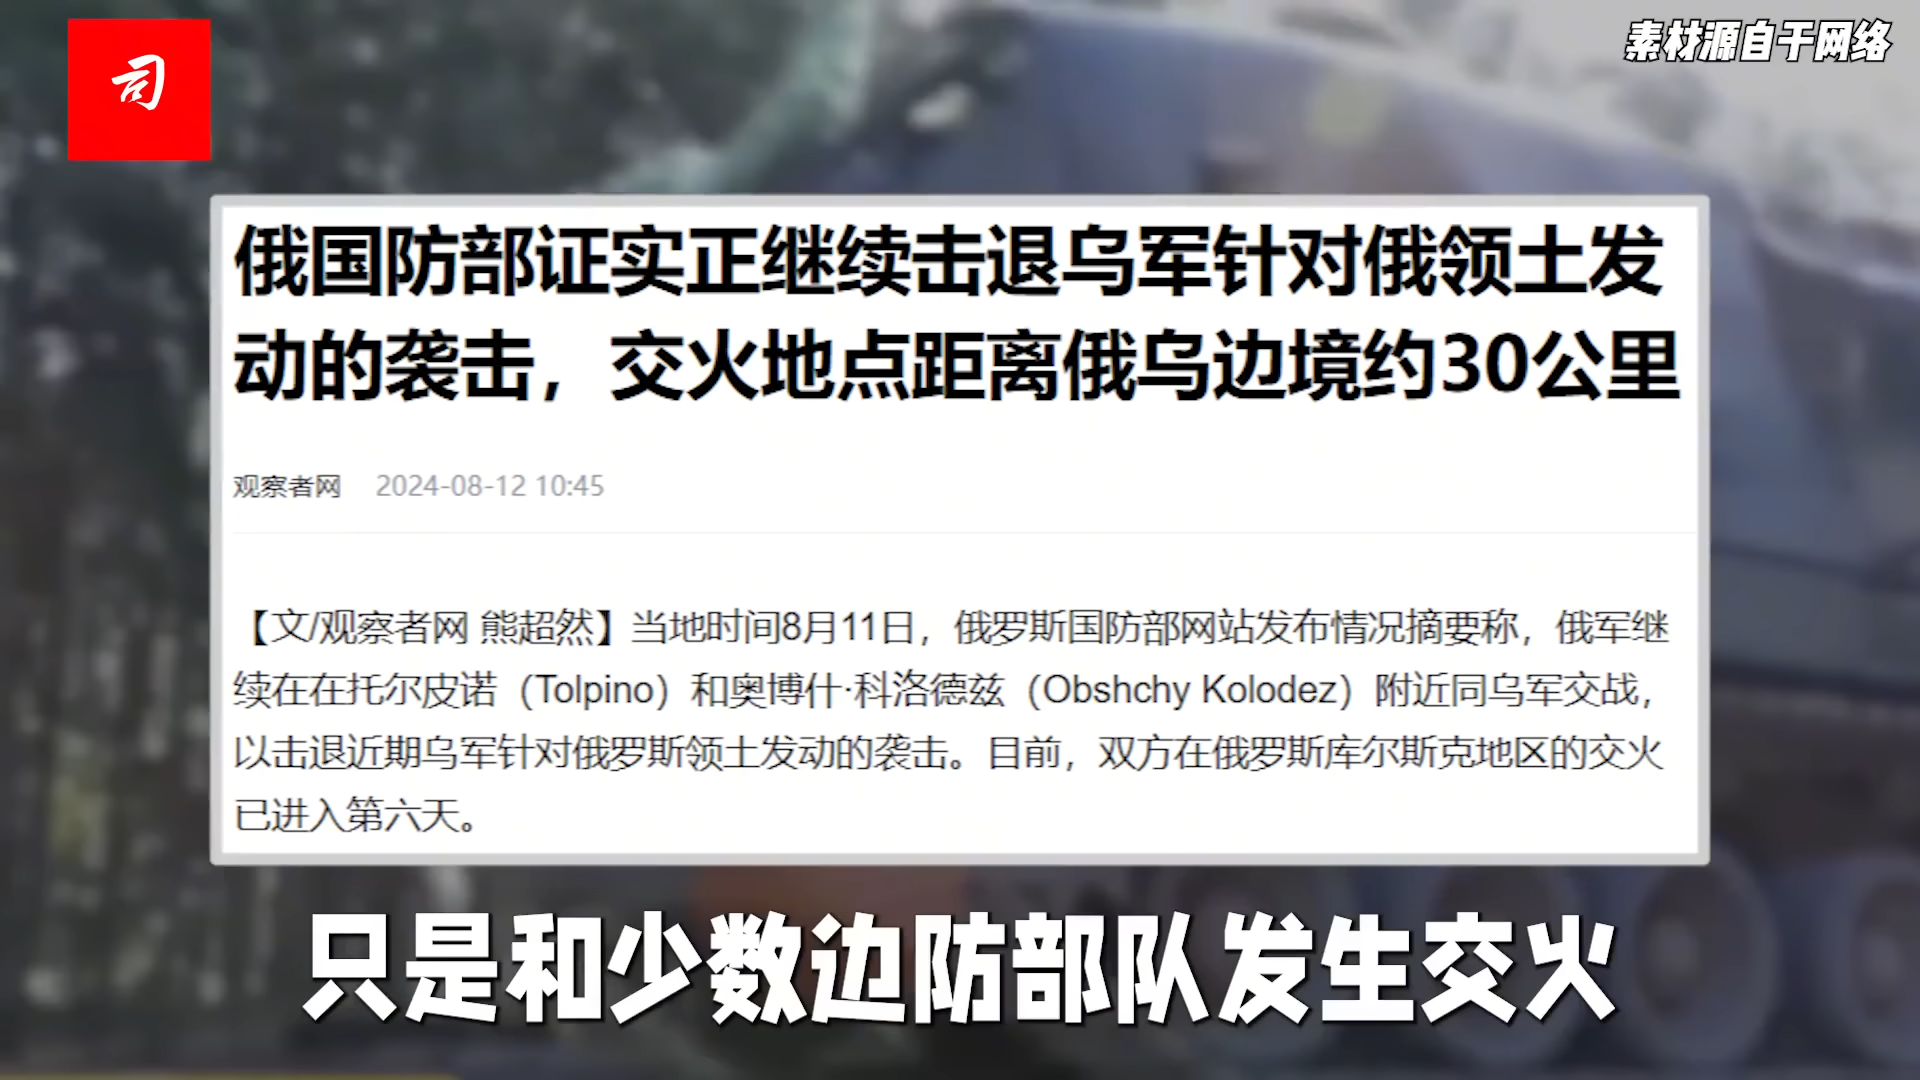 司
素材源自于网络
俄国防部证实正继续击退乌军针对俄领土发
动的袭击，交火地点距离俄乌边境约30公里
观察者网 2024-08-12 10:45
【文/观察者网 熊超然】当地时间8月11日，俄罗斯国防部网站发布情况摘要称，俄军继
续在在托尔皮诺（Tolpino）和奥博什·科洛德兹（Obshchy Kolodez）附近同乌军交战，
以击退近期乌军针对俄罗斯领土发动的袭击。目前，双方在俄罗斯库尔斯克地区的交火
已进入第六天。
只是和少数边防部队发生交火